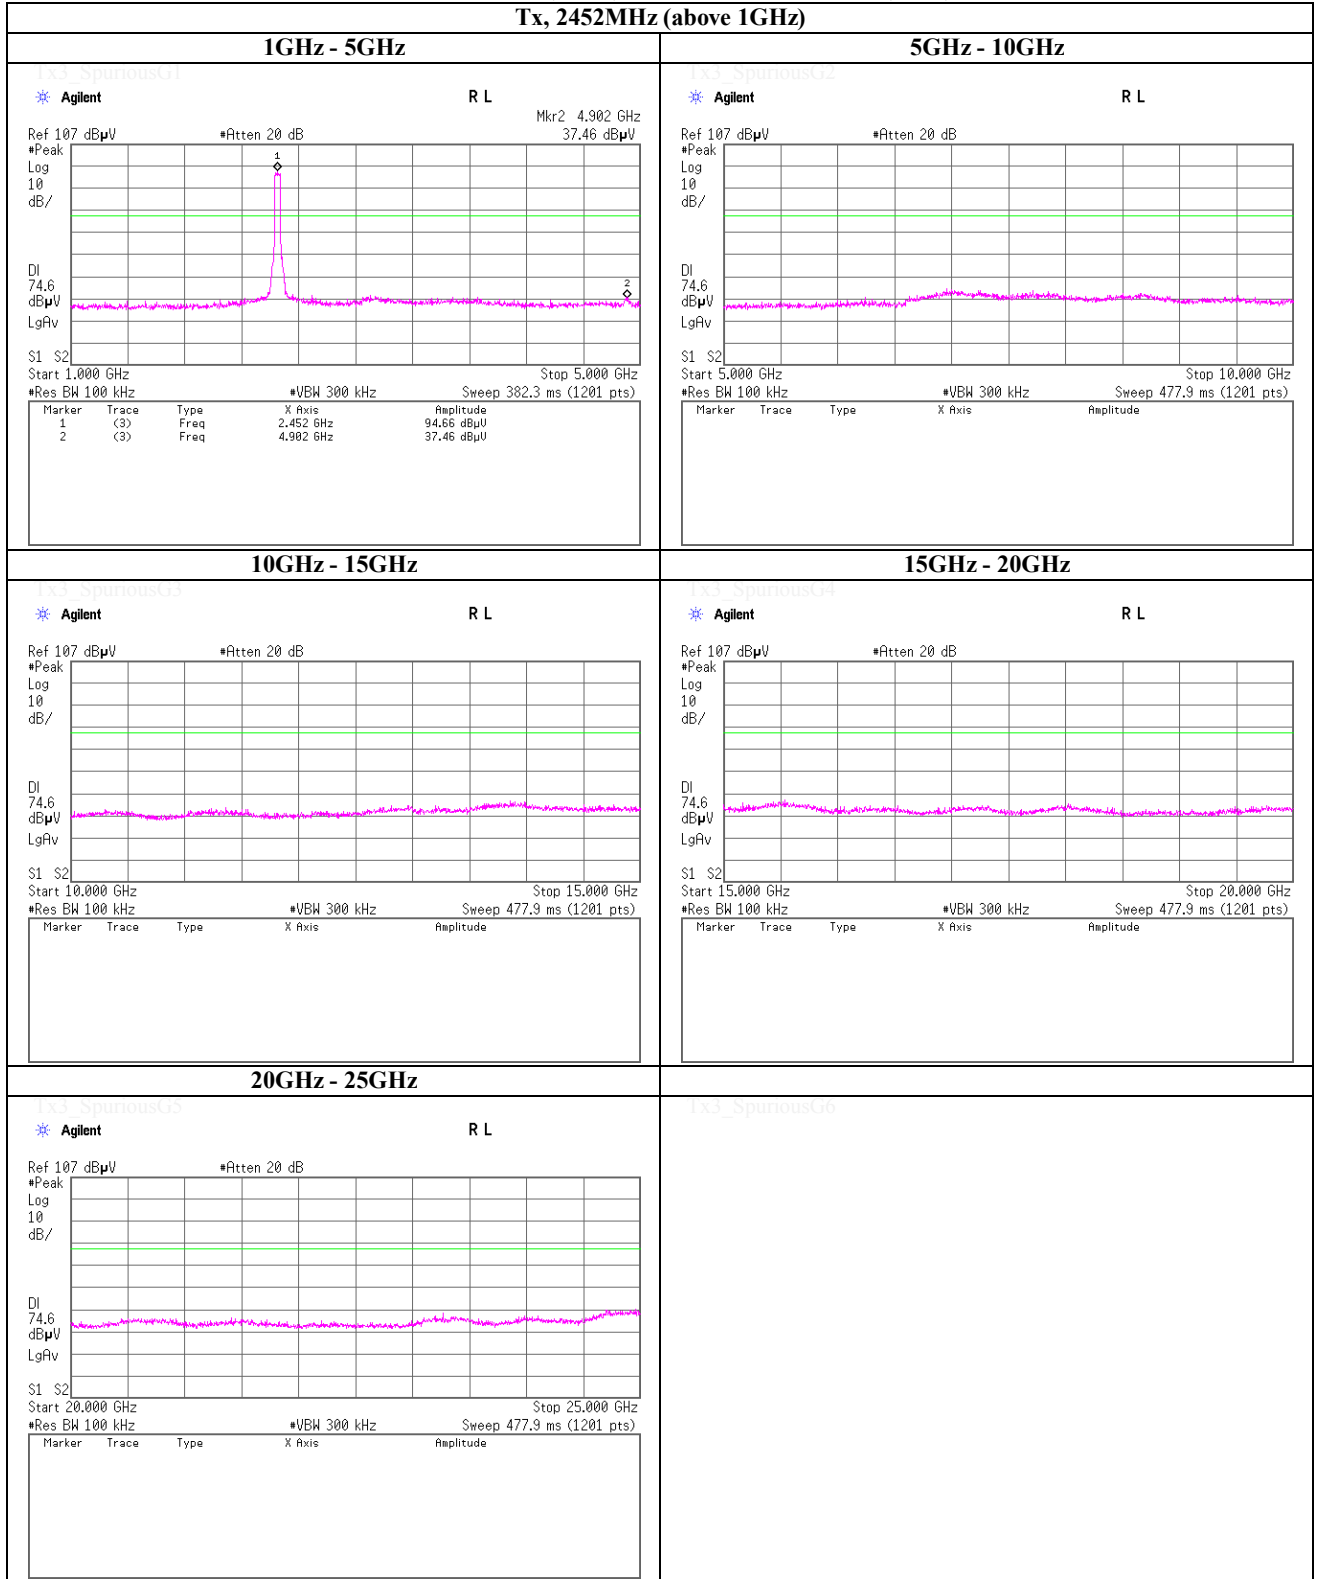 Tx, 2452MHz (above 1GHz)
1GHz - 5GHz
Tx3_SpuriousG1
Agilent
R L
Mkr2 4.902 GHz
Ref 107 dBµV #Atten 20 dB 37.46 dBµV
#Peak
Log
10
dB/
1
2
DI
74.6
dBµV
LgAv
S1 S2
Start 1.000 GHz Stop 5.000 GHz
#Res BW 100 kHz #VBW 300 kHz Sweep 382.3 ms (1201 pts)
Marker Trace Type X Axis Amplitude
1 (3) Freq 2.452 GHz 94.66 dBµV
2 (3) Freq 4.902 GHz 37.46 dBµV
5GHz - 10GHz
Tx3_SpuriousG2
Agilent
R L
Ref 107 dBµV #Atten 20 dB
#Peak
Log
10
dB/
DI
74.6
dBµV
LgAv
S1 S2
Start 5.000 GHz Stop 10.000 GHz
#Res BW 100 kHz #VBW 300 kHz Sweep 477.9 ms (1201 pts)
Marker Trace Type X Axis Amplitude
10GHz - 15GHz
Tx3_SpuriousG3
Agilent
R L
Ref 107 dBµV #Atten 20 dB
#Peak
Log
10
dB/
DI
74.6
dBµV
LgAv
S1 S2
Start 10.000 GHz Stop 15.000 GHz
#Res BW 100 kHz #VBW 300 kHz Sweep 477.9 ms (1201 pts)
Marker Trace Type X Axis Amplitude
15GHz - 20GHz
Tx3_SpuriousG4
Agilent
R L
Ref 107 dBµV #Atten 20 dB
#Peak
Log
10
dB/
DI
74.6
dBµV
LgAv
S1 S2
Start 15.000 GHz Stop 20.000 GHz
#Res BW 100 kHz #VBW 300 kHz Sweep 477.9 ms (1201 pts)
Marker Trace Type X Axis Amplitude
20GHz - 25GHz
Tx3_SpuriousG5
Agilent
R L
Ref 107 dBµV #Atten 20 dB
#Peak
Log
10
dB/
DI
74.6
dBµV
LgAv
S1 S2
Start 20.000 GHz Stop 25.000 GHz
#Res BW 100 kHz #VBW 300 kHz Sweep 477.9 ms (1201 pts)
Marker Trace Type X Axis Amplitude
Tx3_SpuriousG6